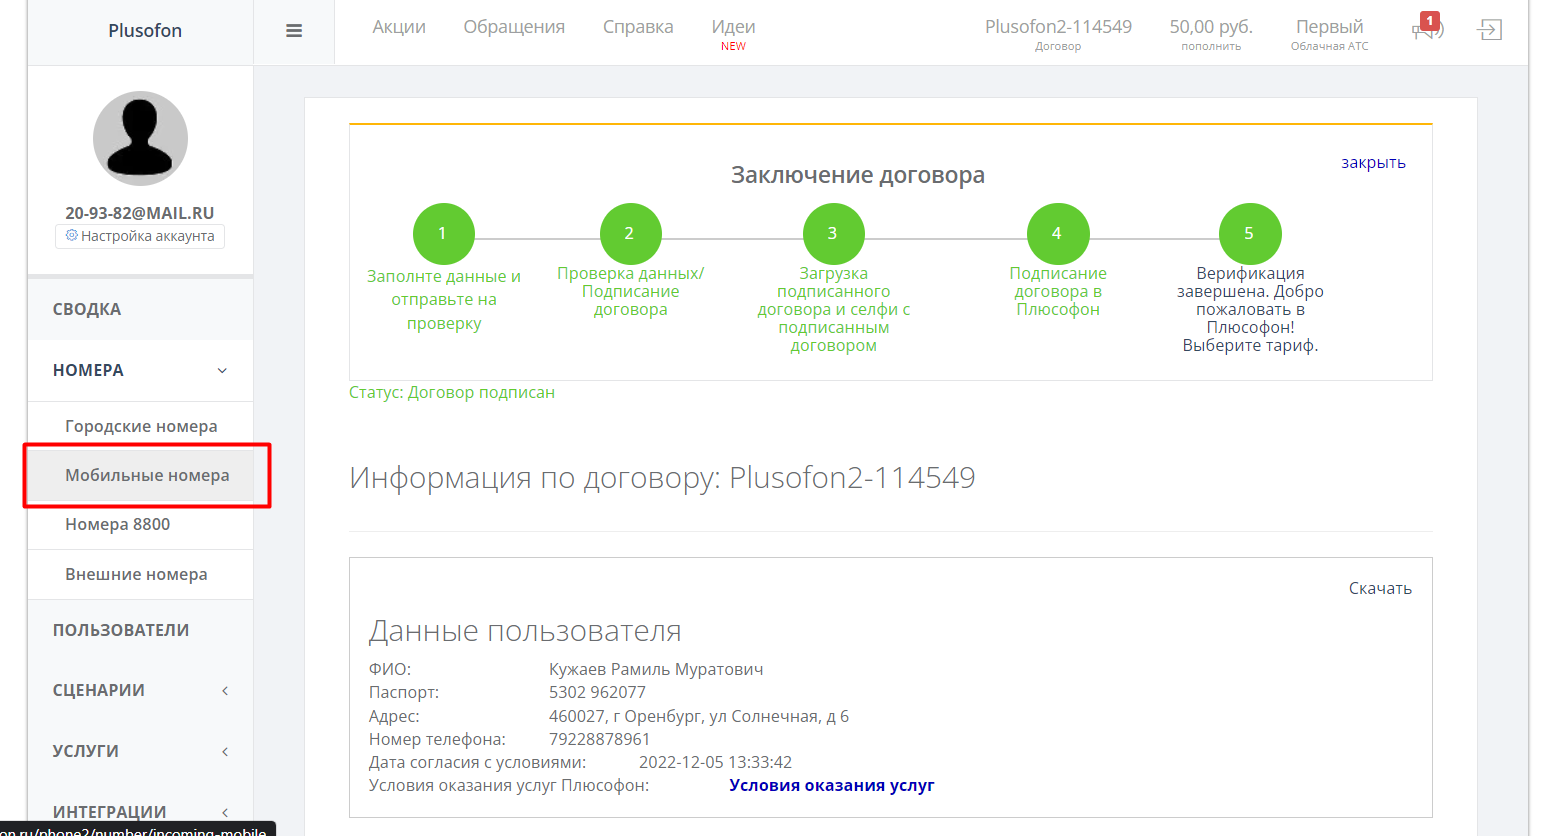 Plusofon
Акции
Обращения
Справка
Идеи
NEW
Plusofon2-114549
Договор
50,00 руб.
пополнить
Первый
Облачная АТС
1
20-93-82@MAIL.RU
Настройка аккаунта
СВОДКА
НОМЕРА
Городские номера
Мобильные номера
Номера 8800
Внешние номера
ПОЛЬЗОВАТЕЛИ
СЦЕНАРИИ
УСЛУГИ
ИНТЕГРАЦИИ
on.ru/phone2/number/incoming-mobile
закрыть
Заключение договора
1
Заполнте данные и
отправьте на
проверку
2
Проверка данных/
Подписание
договора
3
Загрузка
подписанного
договора и селфи с
подписанным
договором
4
Подписание
договора в
Плюсофон
5
Верификация
завершена. Добро
пожаловать в
Плюсофон!
Выберите тариф.
Статус: Договор подписан
Информация по договору: Plusofon2-114549
Скачать
Данные пользователя
ФИО: Кужаев Рамиль Муратович
Паспорт: 5302 962077
Адрес: 460027, г Оренбург, ул Солнечная, д 6
Номер телефона: 79228878961
Дата согласия с условиями: 2022-12-05 13:33:42
Условия оказания услуг Плюсофон: Условия оказания услуг